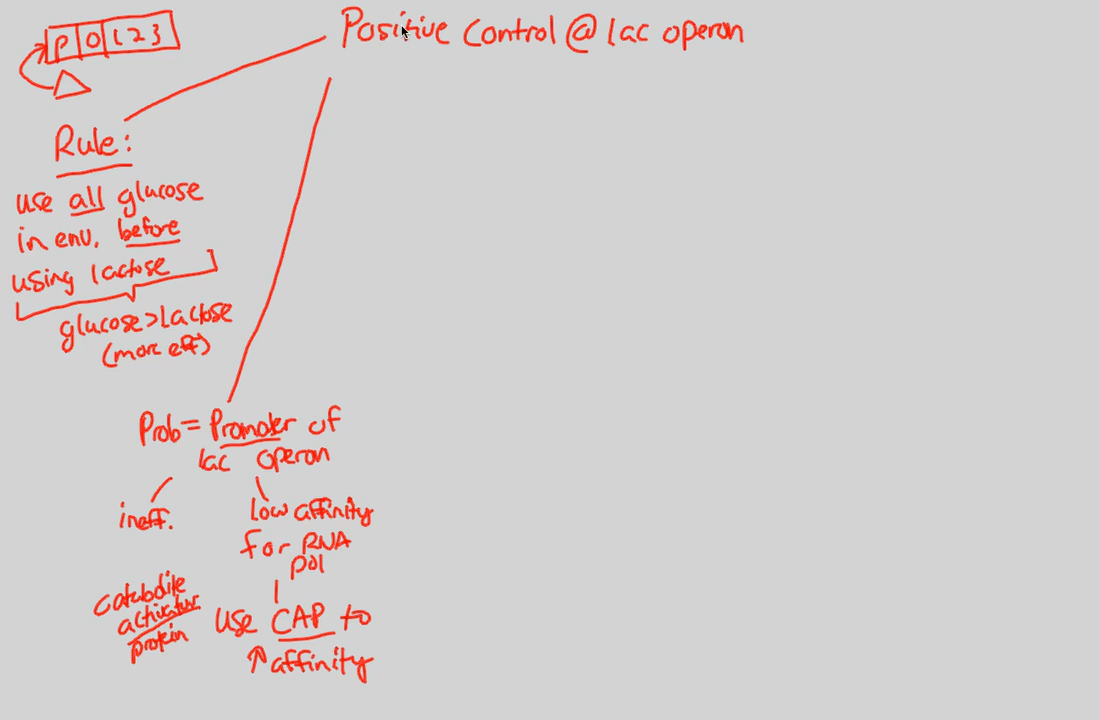 Positive Control @ lac operon
P O 1 2 3
Rule:
use all glucose
in env. before
using lactose
glucose>lactose
(more eff)
Prob = Promoter of
lac operon
ineff.
Low affinity
for RNA
pol
catabolite
activator
protein
use CAP to
↑ affinity